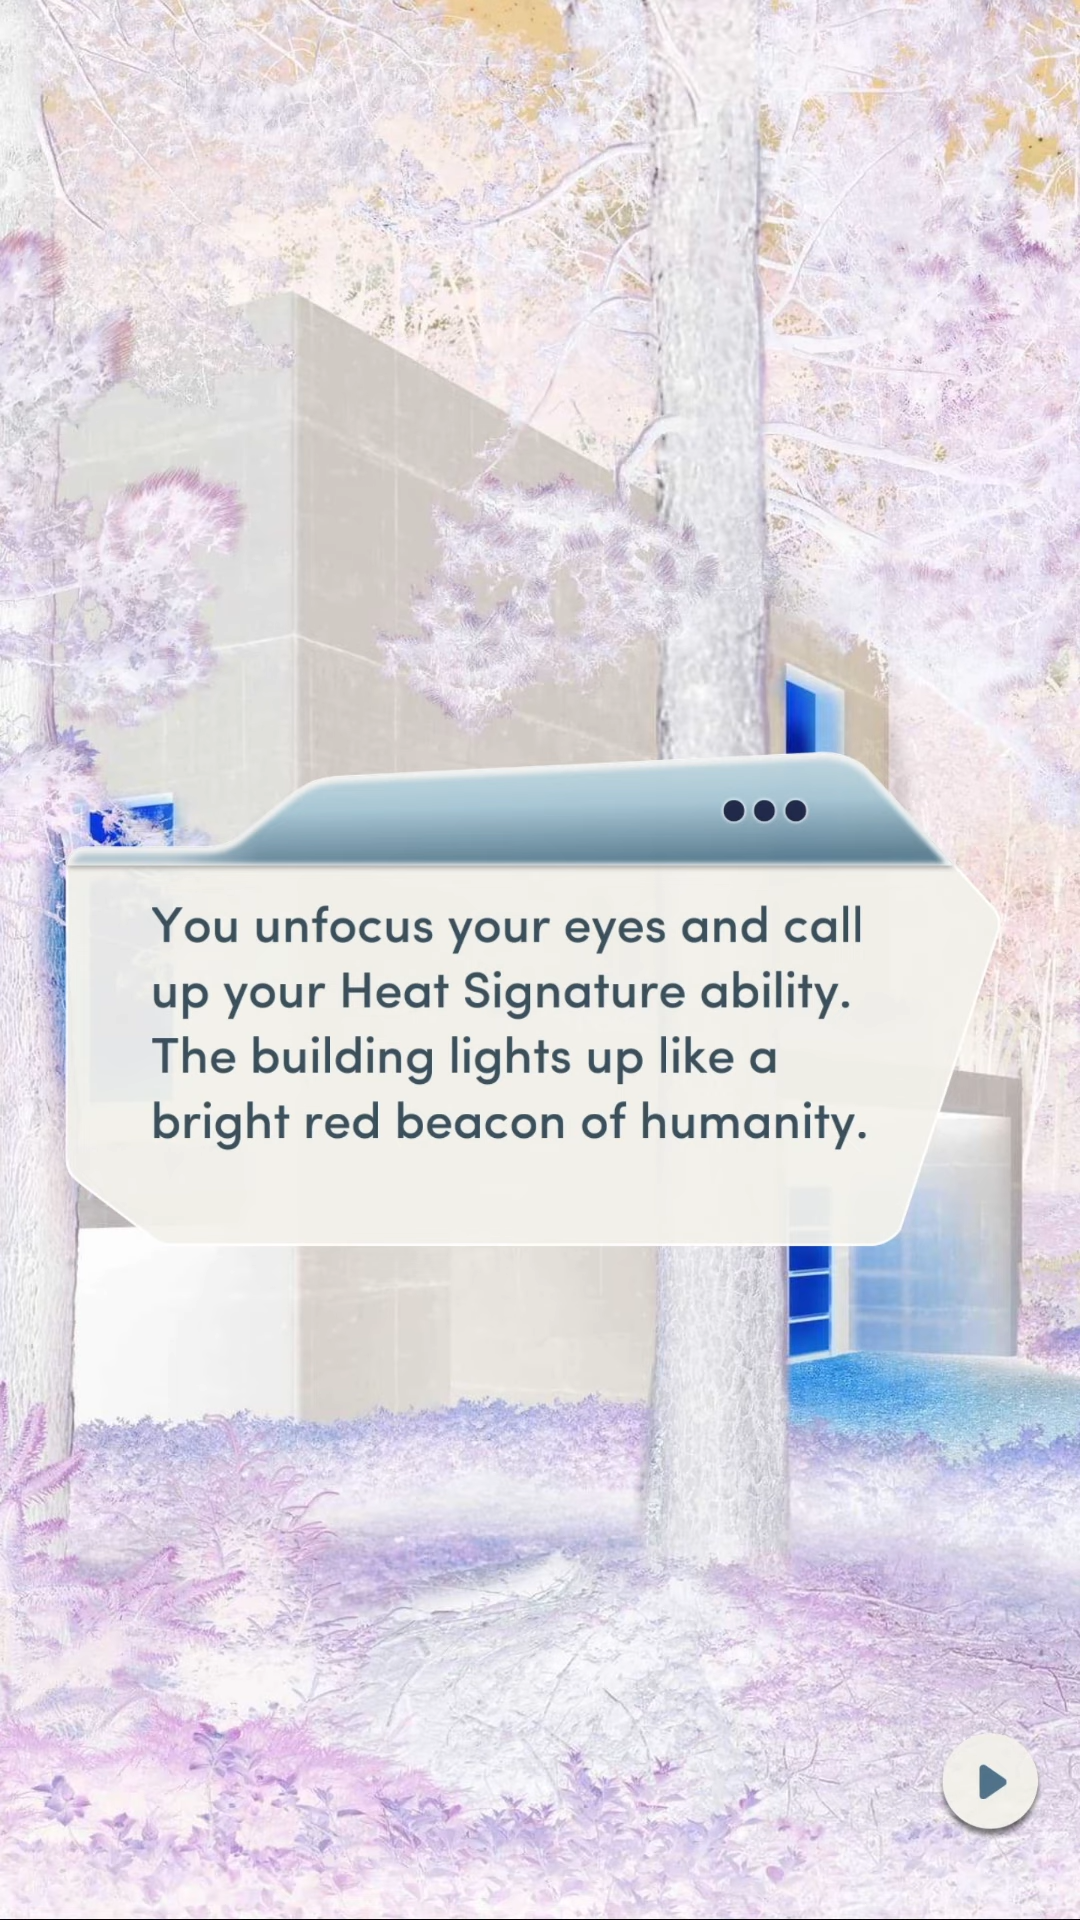 You unfocus your eyes and call
up your Heat Signature ability.
The building lights up like a
bright red beacon of humanity.